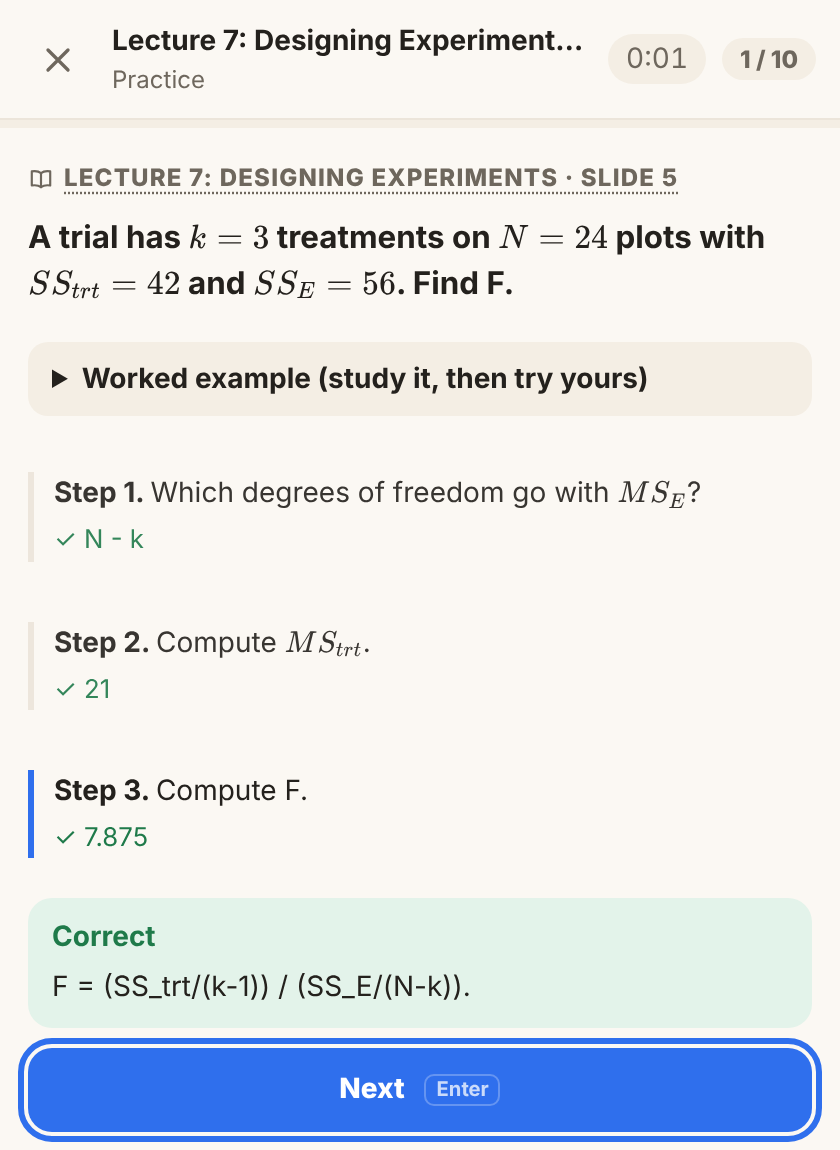 Lecture 7: Designing Experiment...
Practice
0:01
1 / 10
LECTURE 7: DESIGNING EXPERIMENTS · SLIDE 5
A trial has k = 3 treatments on N = 24 plots with
SS_trt = 42 and SS_E = 56. Find F.
▶ Worked example (study it, then try yours)
Step 1. Which degrees of freedom go with MS_E?
✓ N - k
Step 2. Compute MS_trt.
✓ 21
Step 3. Compute F.
✓ 7.875
Correct
F = (SS_trt/(k-1)) / (SS_E/(N-k)).
Next Enter